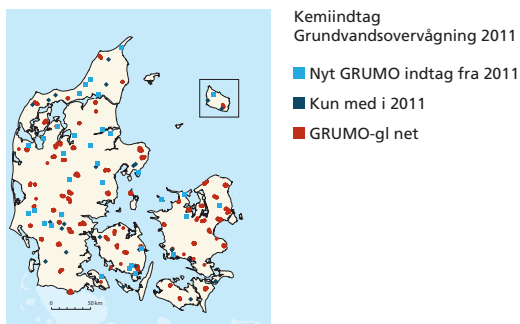 Kemiindtag
Grundvandsovervågning 2011
Nyt GRUMO indtag fra 2011
Kun med i 2011
GRUMO-gl net
0 50 km